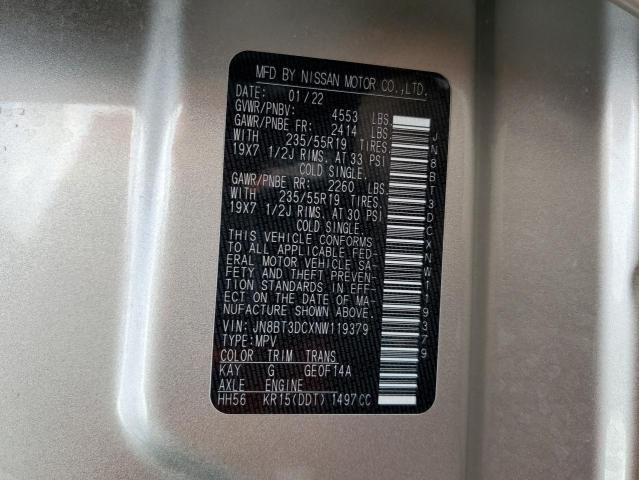 MFD BY NISSAN MOTOR CO.,LTD.
DATE: 01/22
GVWR/PNBV: 4553 LBS.
GAWR/PNBE FR: 2414 LBS.
WITH 235/55R19 TIRES.
19X7 1/2J RIMS. AT 33 PSI
COLD SINGLE.
GAWR/PNBE RR: 2260 LBS.
WITH 235/55R19 TIRES.
19X7 1/2J RIMS. AT 30 PSI
COLD SINGLE.
THIS VEHICLE CONFORMS
TO ALL APPLICABLE FED-
ERAL MOTOR VEHICLE SA-
FETY AND THEFT PREVEN-
TION STANDARDS IN EFF-
ECT ON THE DATE OF MA-
NUFACTURE SHOWN ABOVE.
VIN: JN8BT3DCXNW119379
TYPE:MPV
COLOR TRIM TRANS
KAY G GE0F14A
AXLE ENGINE
HH56 KR15(DDT) 1497CC
JN8BT3DCXNW119379